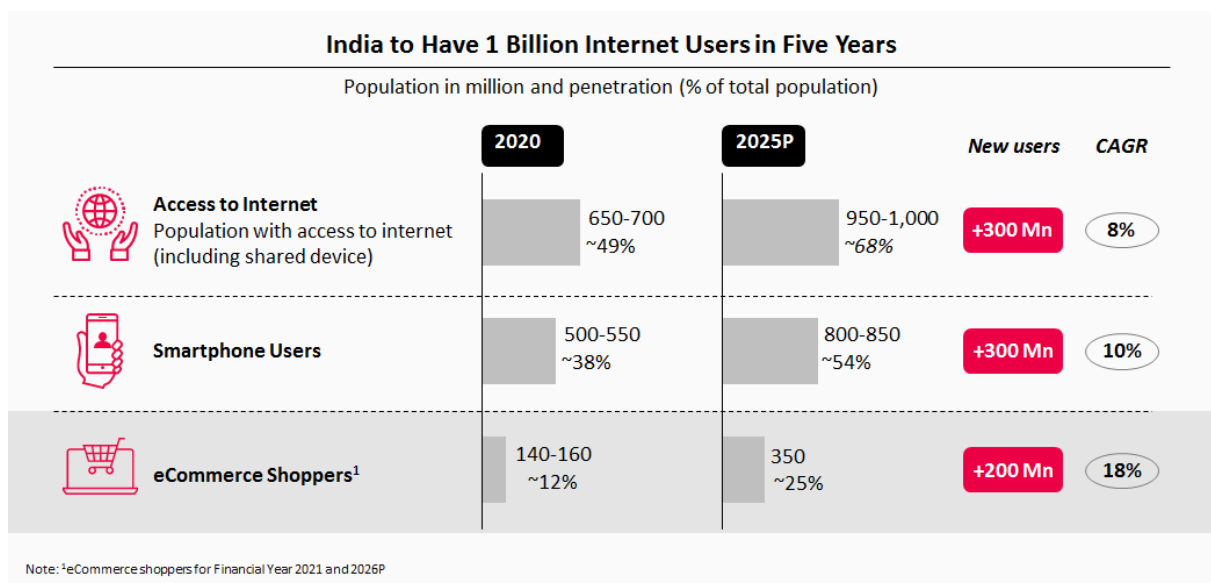 India to Have 1 Billion Internet Users in Five Years
Population in million and penetration (% of total population)
2020
2025P
New users
CAGR
Access to Internet
Population with access to internet
(including shared device)
650-700
~49%
950-1,000
~68%
+300 Mn
8%
Smartphone Users
500-550
~38%
800-850
~54%
+300 Mn
10%
eCommerce Shoppers¹
140-160
~12%
350
~25%
+200 Mn
18%
Note: ¹eCommerce shoppers for Financial Year 2021 and 2026P